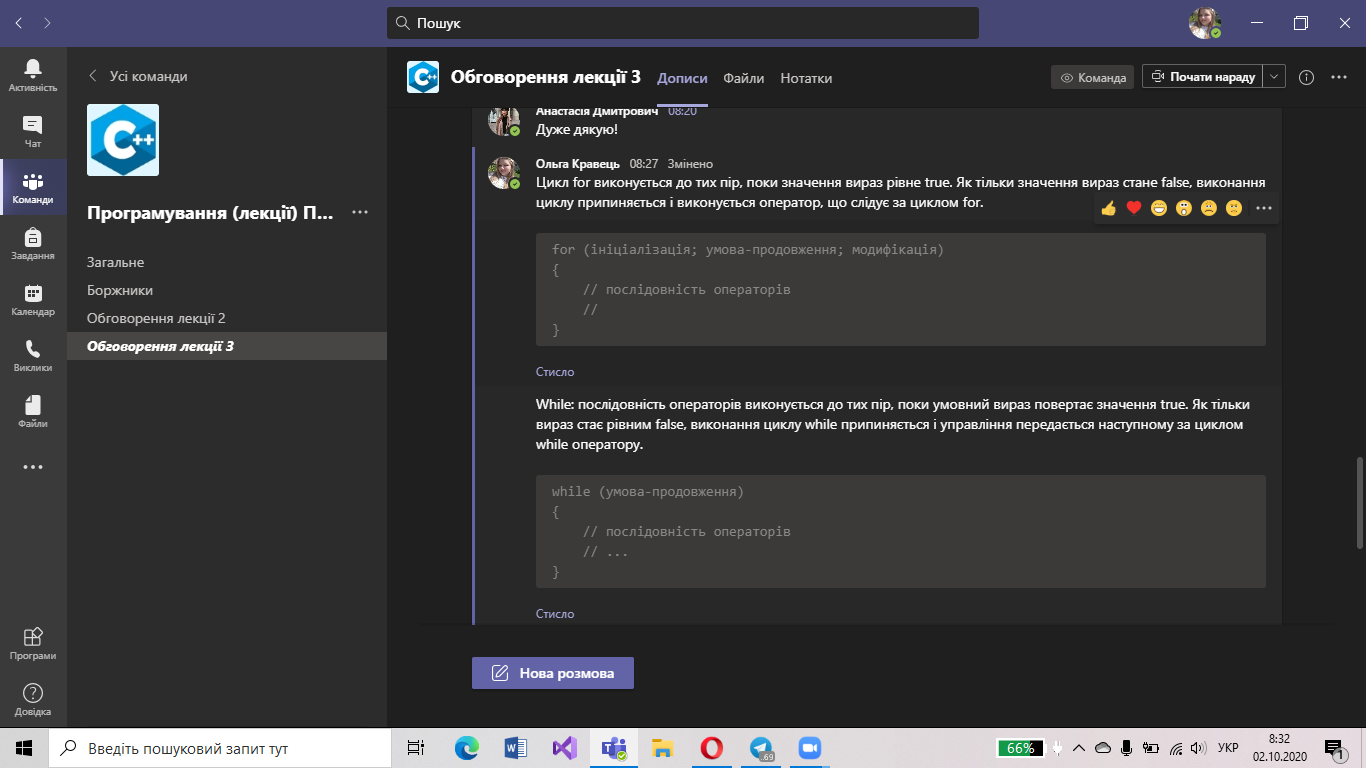 Пошук
Активність
Чат
Команди
Завдання
Календар
Виклики
Файли
Програми
Довідка
Усі команди
C++
Програмування (лекції) П...
Загальне
Боржники
Обговорення лекції 2
Обговорення лекції 3
C++
Обговорення лекції 3
Дописи
Файли
Нотатки
Команда
Почати нараду
Анастасія Дмитрович 08:20
Дуже дякую!
Ольга Кравець 08:27 Змінено
Цикл for виконується до тих пір, поки значення вираз рівне true. Як тільки значення вираз стане false, виконання
циклу припиняється і виконується оператор, що слідує за циклом for.
for (ініціалізація; умова-продовження; модифікація)
{
// послідовність операторів
//
}
Стисло
While: послідовність операторів виконується до тих пір, поки умовний вираз повертає значення true. Як тільки
вираз стає рівним false, виконання циклу while припиняється і управління передається наступному за циклом
while оператору.
while (умова-продовження)
{
// послідовність операторів
// ...
}
Стисло
Нова розмова
Введіть пошуковий запит тут
.69
66%
УКР
8:32
02.10.2020
1